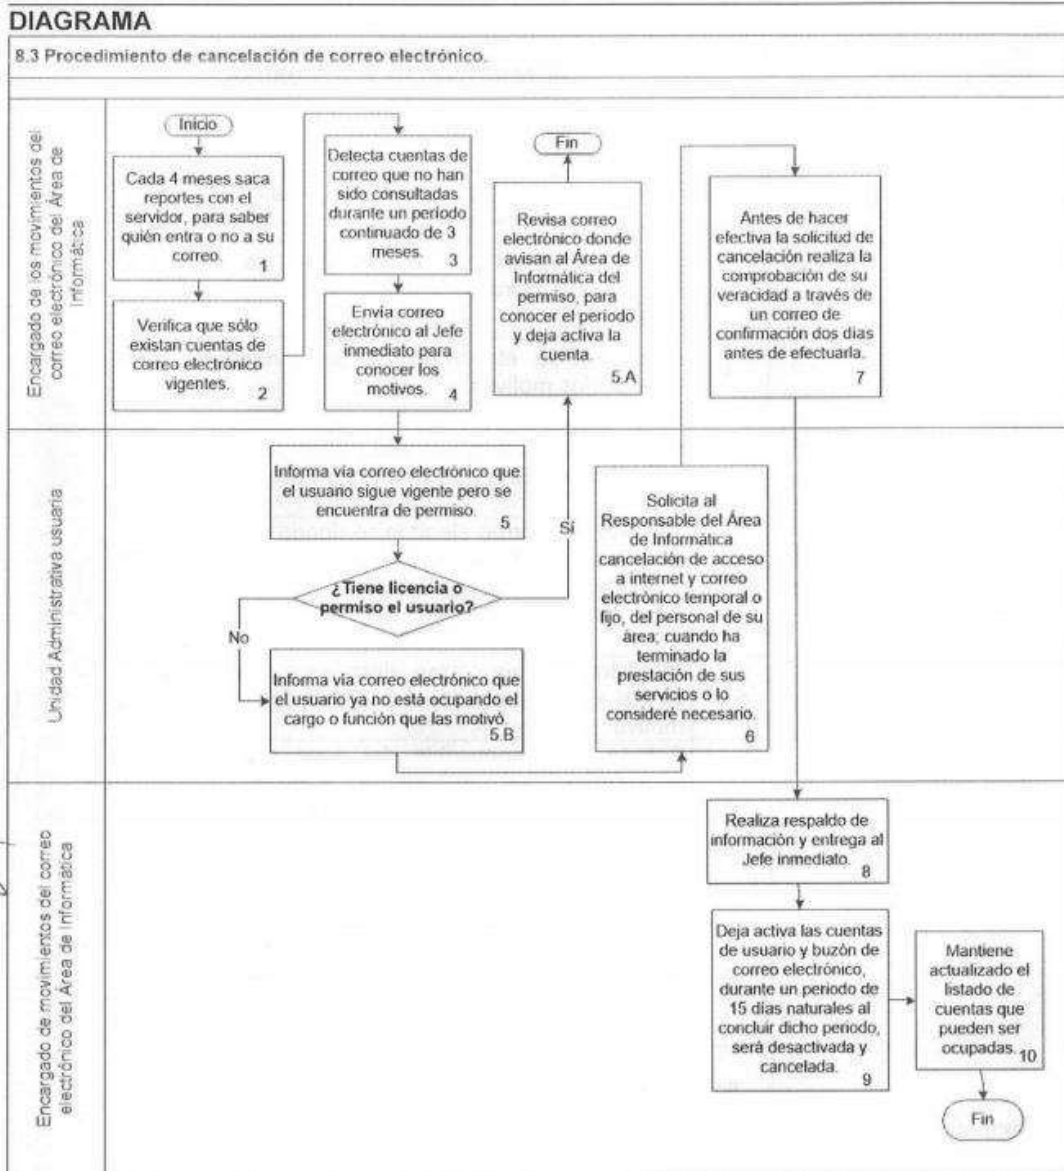 DIAGRAMA
8.3 Procedimiento de cancelación de correo electrónico.
Encargado de los movimientos del
correo electrónico del Área de
Informática
Inicio
Cada 4 meses saca
reportes con el
servidor, para saber
quién entra o no a su
correo.
1
Verifica que sólo
existan cuentas de
correo electrónico
vigentes.
2
Detecta cuentas de
correo que no han
sido consultadas
durante un período
continuado de 3
meses.
3
Envía correo
electrónico al Jefe
inmediato para
conocer los
motivos.
4
Fin
Revisa correo
electrónico donde
avisan al Área de
Informática del
permiso, para
conocer el periodo
y deja activa la
cuenta.
5.A
Antes de hacer
efectiva la solicitud de
cancelación realiza la
comprobación de su
veracidad a través de
un correo de
confirmación dos días
antes de efectuarla.
7
Unidad Administrativa usuaria
Informa vía correo electrónico que
el usuario sigue vigente pero se
encuentra de permiso.
5
¿Tiene licencia o
permiso el usuario?
Sí
No
Informa vía correo electrónico que
el usuario ya no está ocupando el
cargo o función que las motivó.
5.B
Solicita al
Responsable del Área
de Informática
cancelación de acceso
a internet y correo
electrónico temporal o
fijo, del personal de su
área; cuando ha
terminado la
prestación de sus
servicios o lo
consideré necesario.
6
Encargado de movimientos del correo
electrónico del Área de Informática
Realiza respaldo de
información y entrega al
Jefe inmediato.
8
Deja activa las cuentas
de usuario y buzón de
correo electrónico,
durante un periodo de
15 días naturales al
concluir dicho periodo,
será desactivada y
cancelada.
9
Mantiene
actualizado el
listado de
cuentas que
pueden ser
ocupadas.
10
Fin